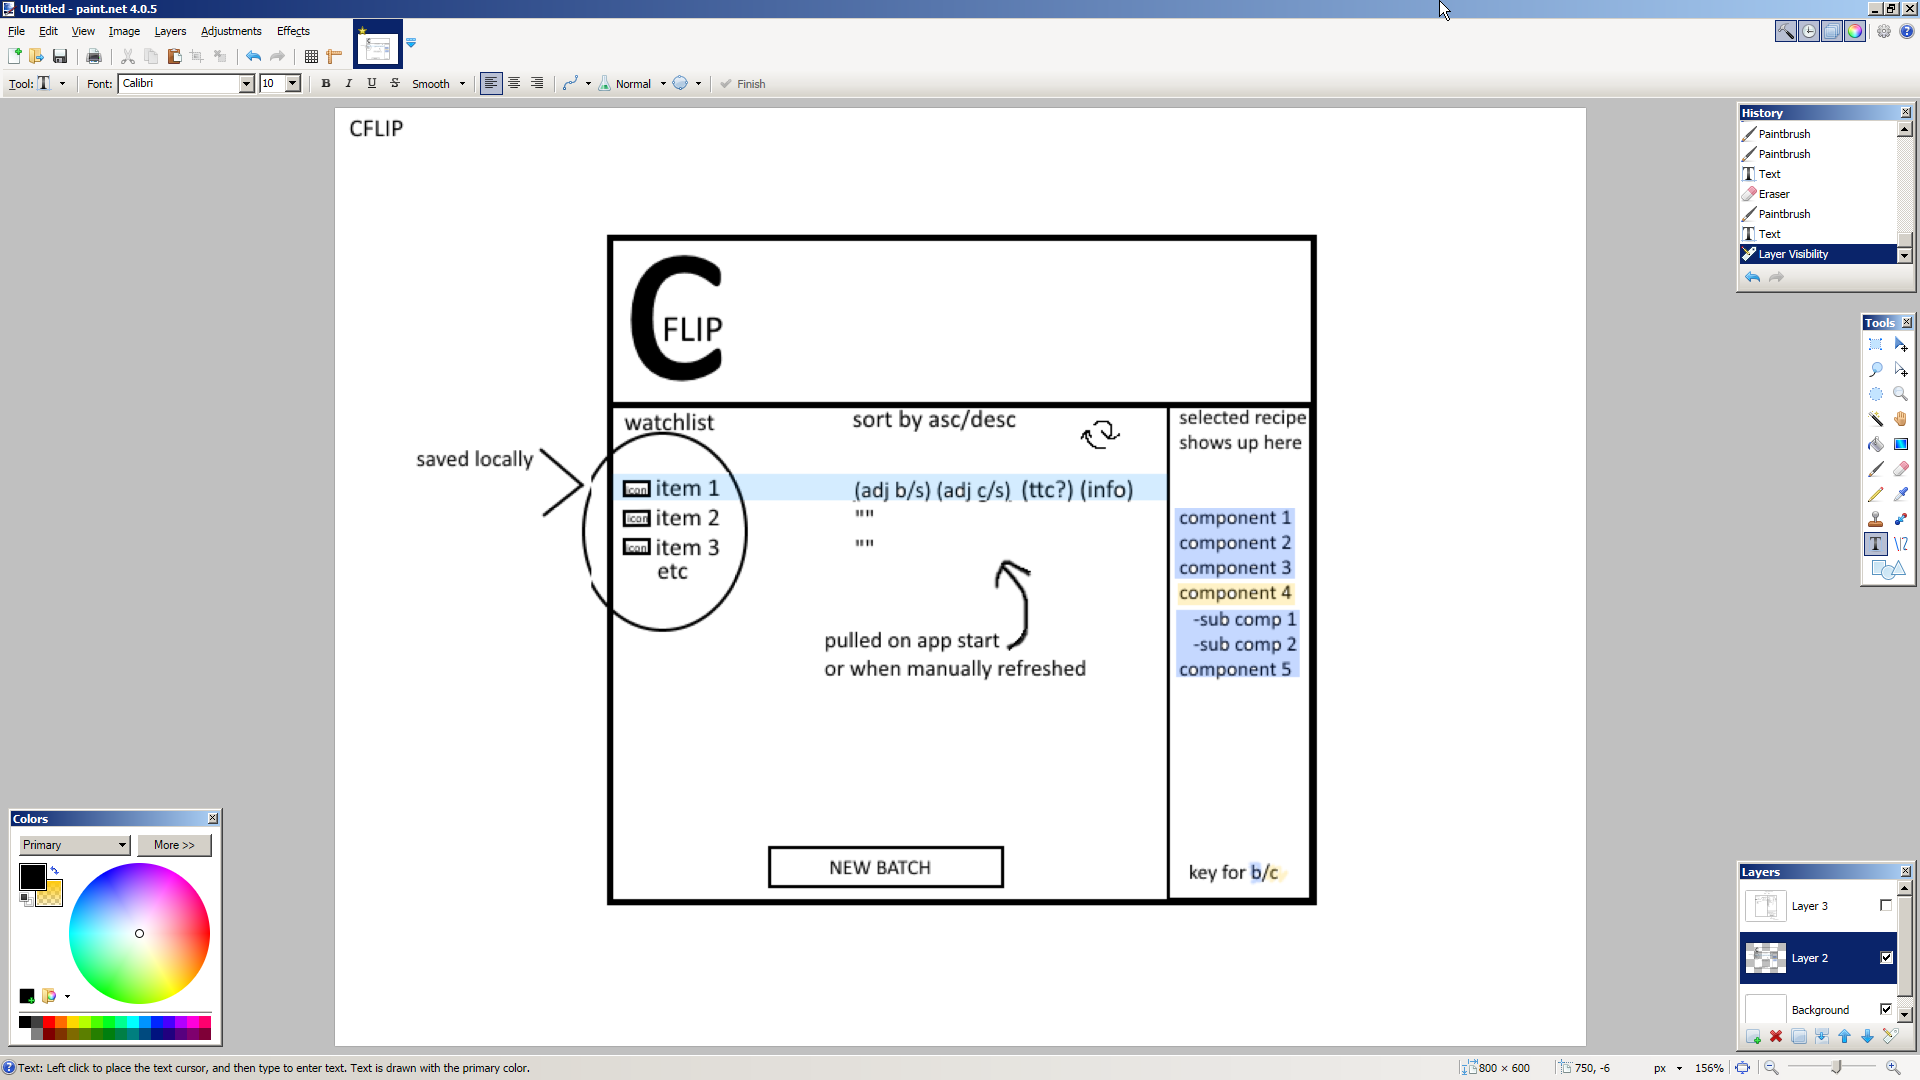 Untitled - paint.net 4.0.5
File Edit View Image Layers Adjustments Effects
Tool: T Font: Calibri 10 B I U S Smooth Normal Finish
CFLIP
C
FLIP
watchlist
sort by asc/desc
selected recipe
shows up here
saved locally
icon item 1
(adj b/s) (adj c/s) (ttc?) (info)
icon item 2
""
icon item 3
""
etc
pulled on app start
or when manually refreshed
component 1
component 2
component 3
component 4
-sub comp 1
-sub comp 2
component 5
NEW BATCH
key for b/c
History
Paintbrush
Paintbrush
Text
Eraser
Paintbrush
Text
Layer Visibility
Tools
Colors
Primary
More >>
Layers
Layer 3
Layer 2
Background
Text: Left click to place the text cursor, and then type to enter text. Text is drawn with the primary color.
800 × 600
750, -6
px
156%